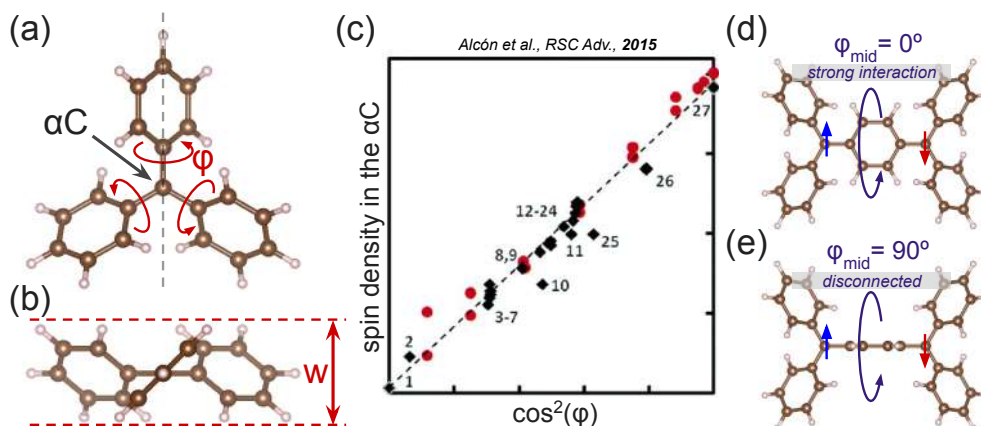 (a)
αC
φ
(b)
w
(c)
Alcón et al., RSC Adv., 2015
spin density in the αC
27
26
12-24
25
11
8,9
10
3-7
2
1
cos²(φ)
(d)
φmid= 0º
strong interaction
(e)
φmid= 90º
disconnected